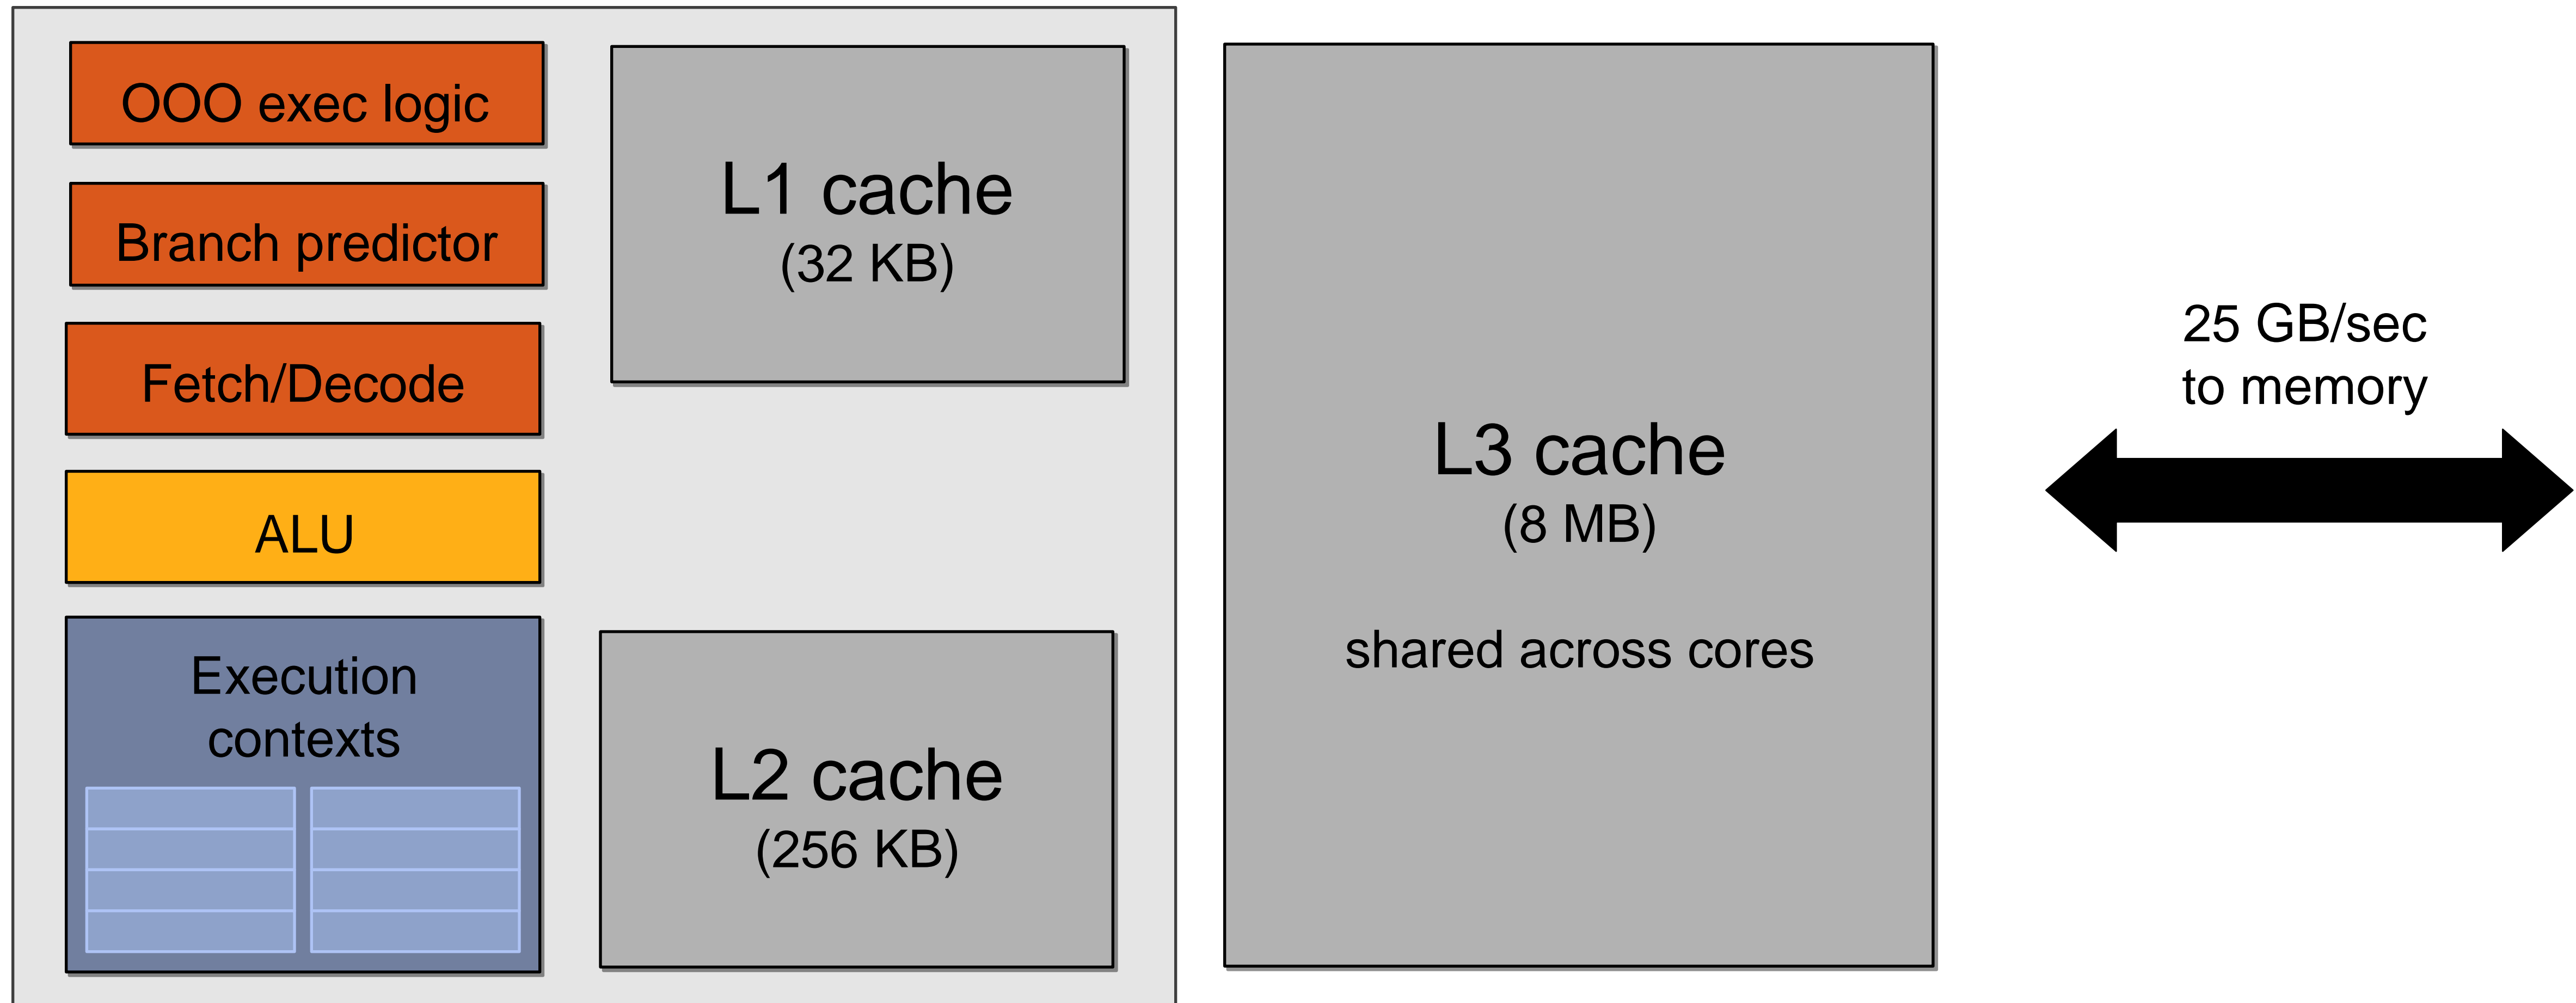 OOO exec logic
Branch predictor
Fetch/Decode
ALU
Execution
contexts
L1 cache
(32 KB)
L2 cache
(256 KB)
L3 cache
(8 MB)
shared across cores
25 GB/sec
to memory